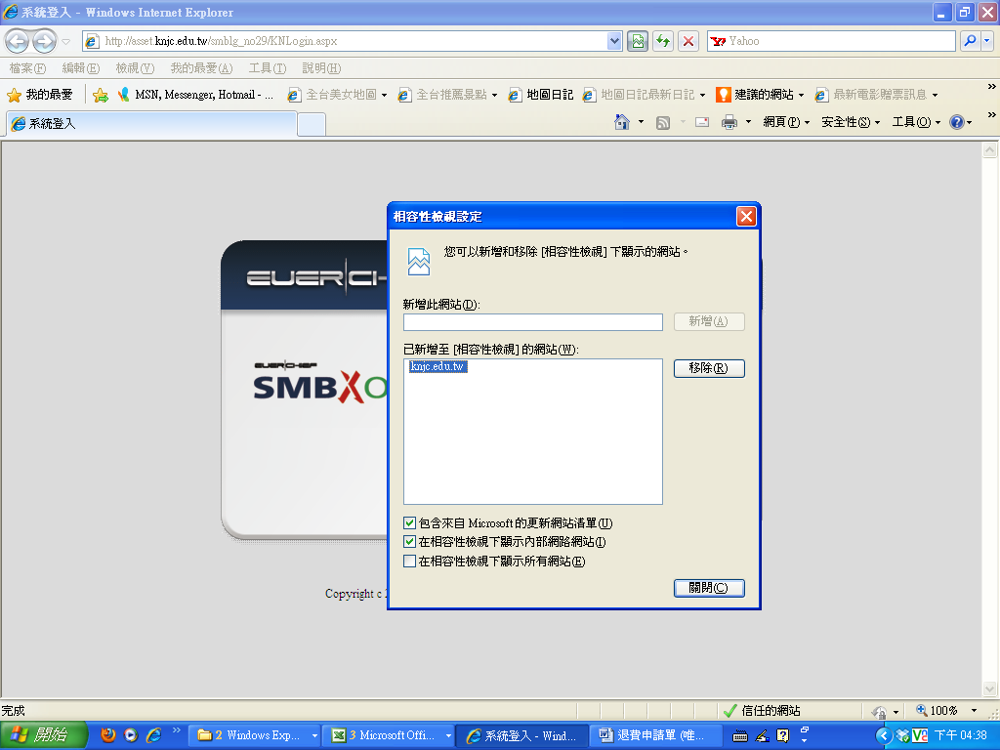 系統登入 - Windows Internet Explorer
http://asset.knjc.edu.tw/smblg_no29/KNLogin.aspx
Yahoo
檔案(F) 編輯(E) 檢視(V) 我的最愛(A) 工具(T) 說明(H)
我的最愛 MSN, Messenger, Hotmail - ... 全台美女地圖 全台推薦景點 地圖日記 地圖日記最新日記 建議的網站 最新電影贈票訊息 »
系統登入
網頁(P) 安全性(S) 工具(O) »
相容性檢視設定
您可以新增和移除 [相容性檢視] 下顯示的網站。
新增此網站(D):
新增(A)
已新增至 [相容性檢視] 的網站(W):
knjc.edu.tw
移除(R)
包含來自 Microsoft 的更新網站清單(U)
在相容性檢視下顯示內部網路網站(I)
在相容性檢視下顯示所有網站(E)
關閉(C)
EUERCH
EUERCHEF
SMBXO
Copyright c
完成
信任的網站
100%
開始
2 Windows Exp...
3 Microsoft Offi...
系統登入 - Wind...
退費申請單 (唯...
下午 04:38